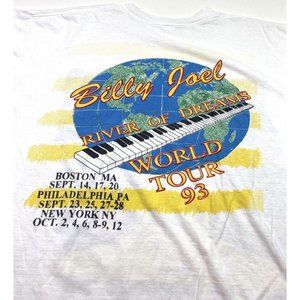 Billy Joel
RIVER OF DREAMS
WORLD
TOUR
93
BOSTON MA
SEPT. 14, 17, 20
PHILADELPHIA PA
SEPT. 23, 25, 27-28
NEW YORK NY
OCT. 2, 4, 6, 8-9, 12